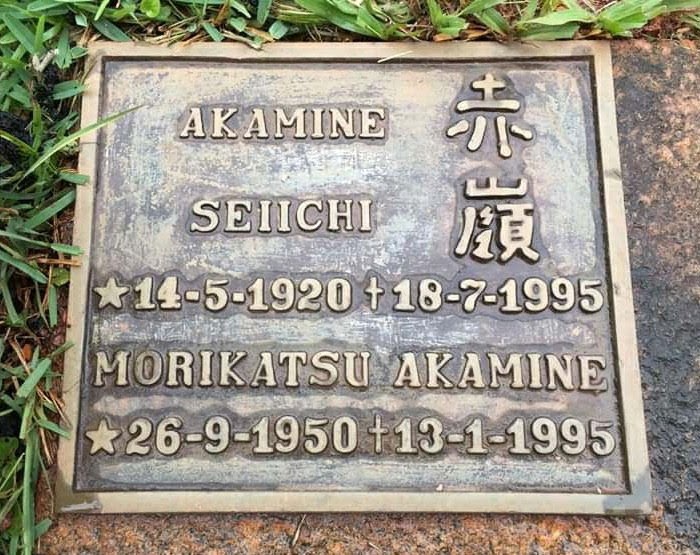 AKAMINE
SEIICHI
赤嶺
★14-5-1920 †18-7-1995
MORIKATSU AKAMINE
★26-9-1950 †13-1-1995